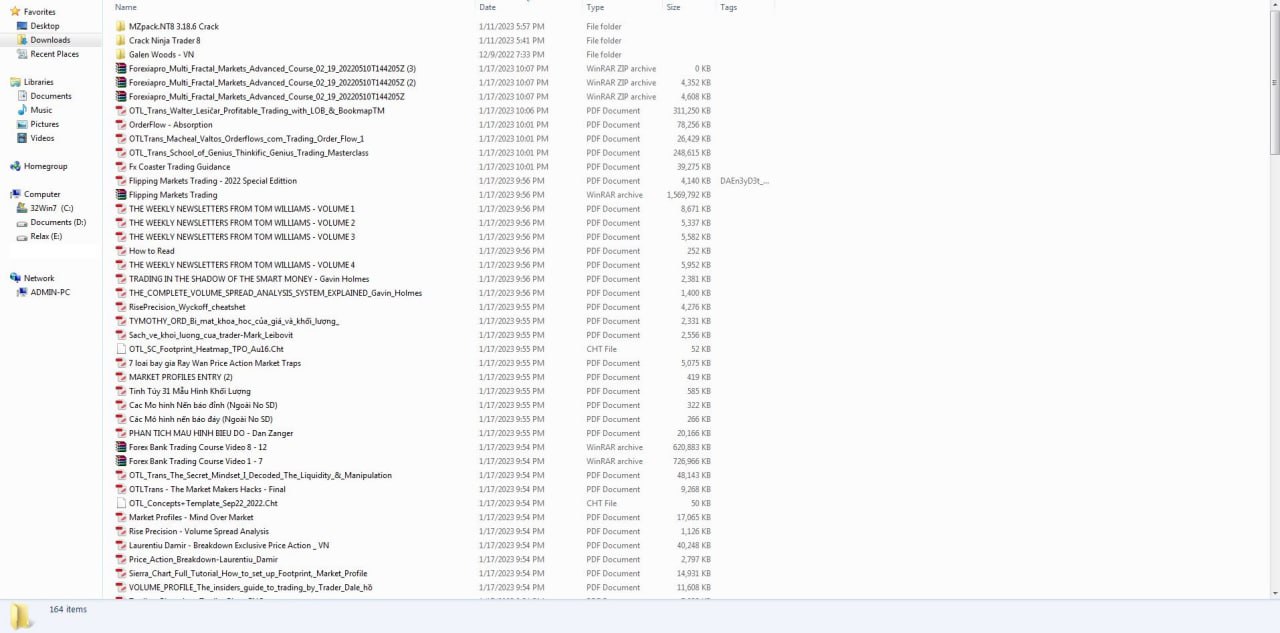 Name Date Type Size Tags
Favorites
Desktop
Downloads
Recent Places
Libraries
Documents
Music
Pictures
Videos
Homegroup
Computer
32Win7 (C:)
Documents (D:)
Relax (E:)
Network
ADMIN-PC
MZpack.NT8 3.18.6 Crack 1/11/2023 5:57 PM File folder
Crack Ninja Trader 8 1/11/2023 5:41 PM File folder
Galen Woods - VN 12/9/2022 7:33 PM File folder
Forexiapro_Multi_Fractal_Markets_Advanced_Course_02_19_20220510T144205Z (3) 1/17/2023 10:07 PM WinRAR ZIP archive 0 KB
Forexiapro_Multi_Fractal_Markets_Advanced_Course_02_19_20220510T144205Z (2) 1/17/2023 10:07 PM WinRAR ZIP archive 4,352 KB
Forexiapro_Multi_Fractal_Markets_Advanced_Course_02_19_20220510T144205Z 1/17/2023 10:07 PM WinRAR ZIP archive 4,608 KB
OTL_Trans_Walter_Lesičar_Profitable_Trading_with_LOB_&_BookmapTM 1/17/2023 10:06 PM PDF Document 311,250 KB
OrderFlow - Absorption 1/17/2023 10:01 PM PDF Document 78,256 KB
OTLTrans_Macheal_Valtos_Orderflows_com_Trading_Order_Flow_1 1/17/2023 10:01 PM PDF Document 26,429 KB
OTL_Trans_School_of_Genius_Thinkific_Genius_Trading_Masterclass 1/17/2023 10:01 PM PDF Document 248,615 KB
Fx Coaster Trading Guidance 1/17/2023 10:01 PM PDF Document 39,275 KB
Flipping Markets Trading - 2022 Special Edition 1/17/2023 9:56 PM PDF Document 4,140 KB DAEn3yD3t_...
Flipping Markets Trading 1/17/2023 9:56 PM WinRAR archive 1,569,792 KB
THE WEEKLY NEWSLETTERS FROM TOM WILLIAMS - VOLUME 1 1/17/2023 9:56 PM PDF Document 8,671 KB
THE WEEKLY NEWSLETTERS FROM TOM WILLIAMS - VOLUME 2 1/17/2023 9:56 PM PDF Document 5,337 KB
THE WEEKLY NEWSLETTERS FROM TOM WILLIAMS - VOLUME 3 1/17/2023 9:56 PM PDF Document 5,582 KB
How to Read 1/17/2023 9:56 PM PDF Document 252 KB
THE WEEKLY NEWSLETTERS FROM TOM WILLIAMS - VOLUME 4 1/17/2023 9:56 PM PDF Document 5,952 KB
TRADING IN THE SHADOW OF THE SMART MONEY - Gavin Holmes 1/17/2023 9:56 PM PDF Document 2,381 KB
THE_COMPLETE_VOLUME_SPREAD_ANALYSIS_SYSTEM_EXPLAINED_Gavin_Holmes 1/17/2023 9:56 PM PDF Document 1,400 KB
RisePrecision_Wyckoff_cheatshet 1/17/2023 9:56 PM PDF Document 4,276 KB
TYMOTHY_ORD_Bi_mat_khoa_học_của_giá_và_khối_lượng_ 1/17/2023 9:55 PM PDF Document 2,331 KB
Sach_ve_khoi_luong_cua_trader-Mark_Leibovit 1/17/2023 9:55 PM PDF Document 2,556 KB
OTL_SC_Footprint_Heatmap_TPO_Au16.Cht 1/17/2023 9:55 PM CHT File 52 KB
7 loai bay gia Ray Wan Price Action Market Traps 1/17/2023 9:55 PM PDF Document 5,075 KB
MARKET PROFILES ENTRY (2) 1/17/2023 9:55 PM PDF Document 419 KB
Tinh Túy 31 Mẫu Hình Khối Lượng 1/17/2023 9:55 PM PDF Document 585 KB
Cac Mo hinh Nến báo đỉnh (Ngoài No SD) 1/17/2023 9:55 PM PDF Document 322 KB
Các Mô hình nến báo đáy (Ngoài No SD) 1/17/2023 9:55 PM PDF Document 266 KB
PHAN TICH MAU HINH BIEU DO - Dan Zanger 1/17/2023 9:55 PM PDF Document 20,166 KB
Forex Bank Trading Course Video 8 - 12 1/17/2023 9:54 PM WinRAR archive 620,883 KB
Forex Bank Trading Course Video 1 - 7 1/17/2023 9:54 PM WinRAR archive 726,966 KB
OTL_Trans_The_Secret_Mindset_I_Decoded_The_Liquidity_&_Manipulation 1/17/2023 9:54 PM PDF Document 48,143 KB
OTLTrans - The Market Makers Hacks - Final 1/17/2023 9:54 PM PDF Document 9,268 KB
OTL_Concepts+Template_Sep22_2022.Cht 1/17/2023 9:54 PM CHT File 50 KB
Market Profiles - Mind Over Market 1/17/2023 9:54 PM PDF Document 17,065 KB
Rise Precision - Volume Spread Analysis 1/17/2023 9:54 PM PDF Document 1,126 KB
Laurentiu Damir - Breakdown Exclusive Price Action _ VN 1/17/2023 9:54 PM PDF Document 40,248 KB
Price_Action_Breakdown-Laurentiu_Damir 1/17/2023 9:54 PM PDF Document 2,797 KB
Sierra_Chart_Full_Tutorial_How_to_set_up_Footprint,_Market_Profile 1/17/2023 9:54 PM PDF Document 14,931 KB
VOLUME_PROFILE_The_insiders_guide_to_trading_by_Trader_Dale_hỗ 1/17/2023 9:54 PM PDF Document 11,608 KB
164 items